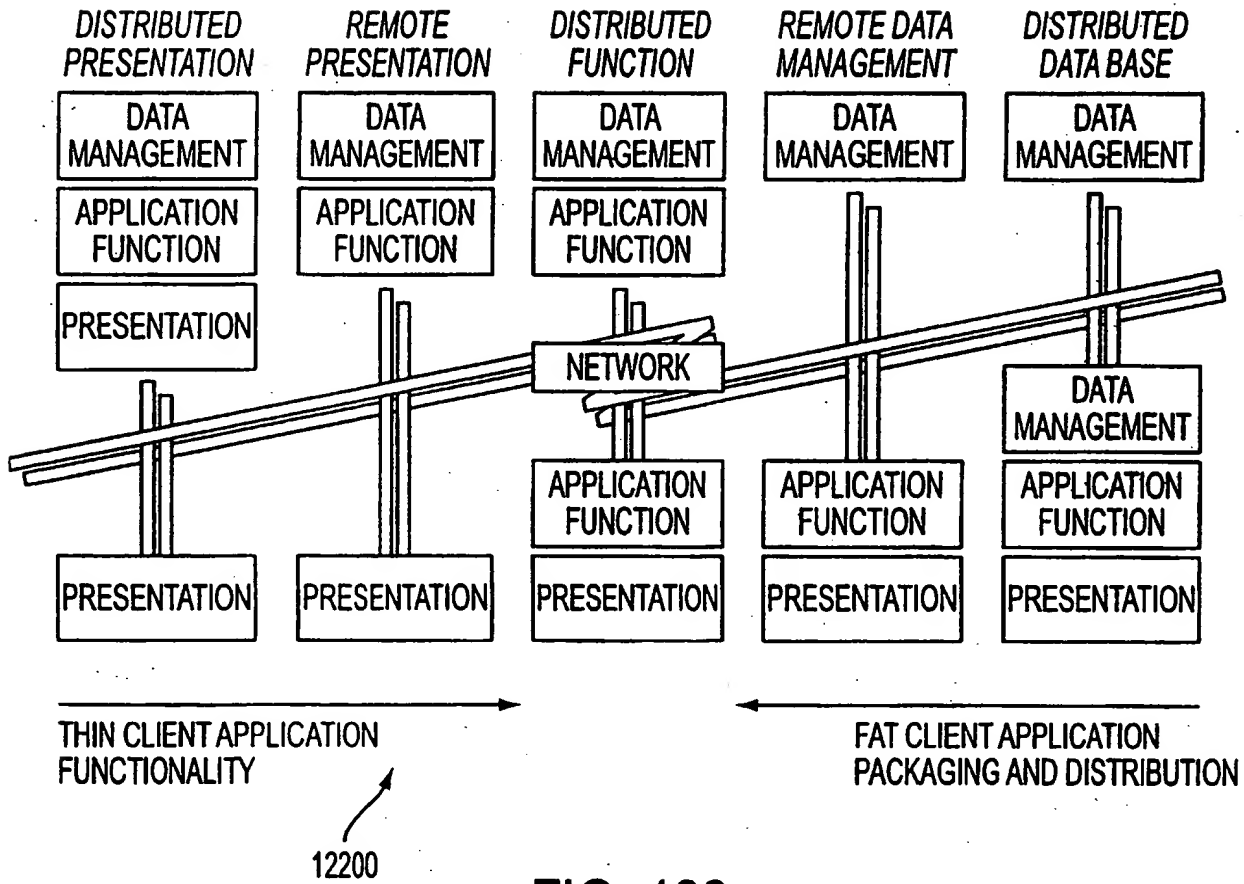 DISTRIBUTED PRESENTATION
REMOTE PRESENTATION
DISTRIBUTED FUNCTION
REMOTE DATA MANAGEMENT
DISTRIBUTED DATA BASE
DATA MANAGEMENT
APPLICATION FUNCTION
PRESENTATION
PRESENTATION
DATA MANAGEMENT
APPLICATION FUNCTION
PRESENTATION
DATA MANAGEMENT
APPLICATION FUNCTION
NETWORK
APPLICATION FUNCTION
PRESENTATION
DATA MANAGEMENT
APPLICATION FUNCTION
PRESENTATION
DATA MANAGEMENT
DATA MANAGEMENT
APPLICATION FUNCTION
PRESENTATION
THIN CLIENT APPLICATION
FUNCTIONALITY
FAT CLIENT APPLICATION
PACKAGING AND DISTRIBUTION
12200